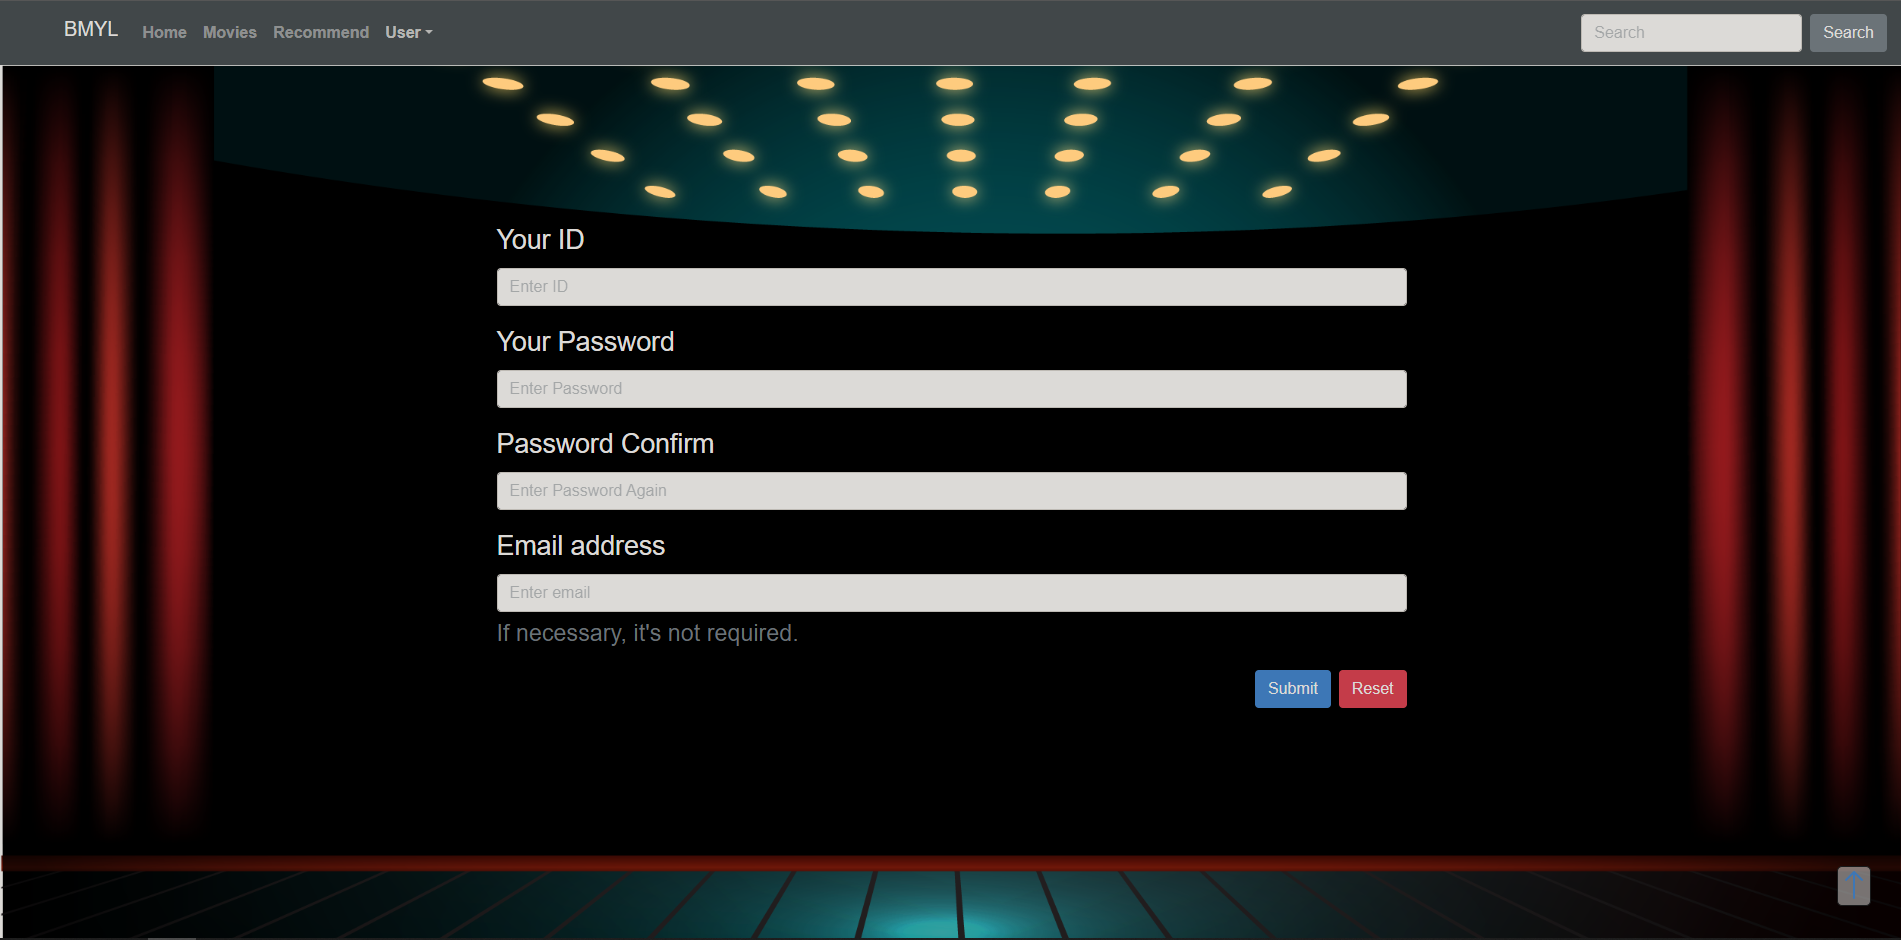 BMYL Home Movies Recommend User Search Search
Your ID
Enter ID
Your Password
Enter Password
Password Confirm
Enter Password Again
Email address
Enter email
If necessary, it's not required.
Submit Reset